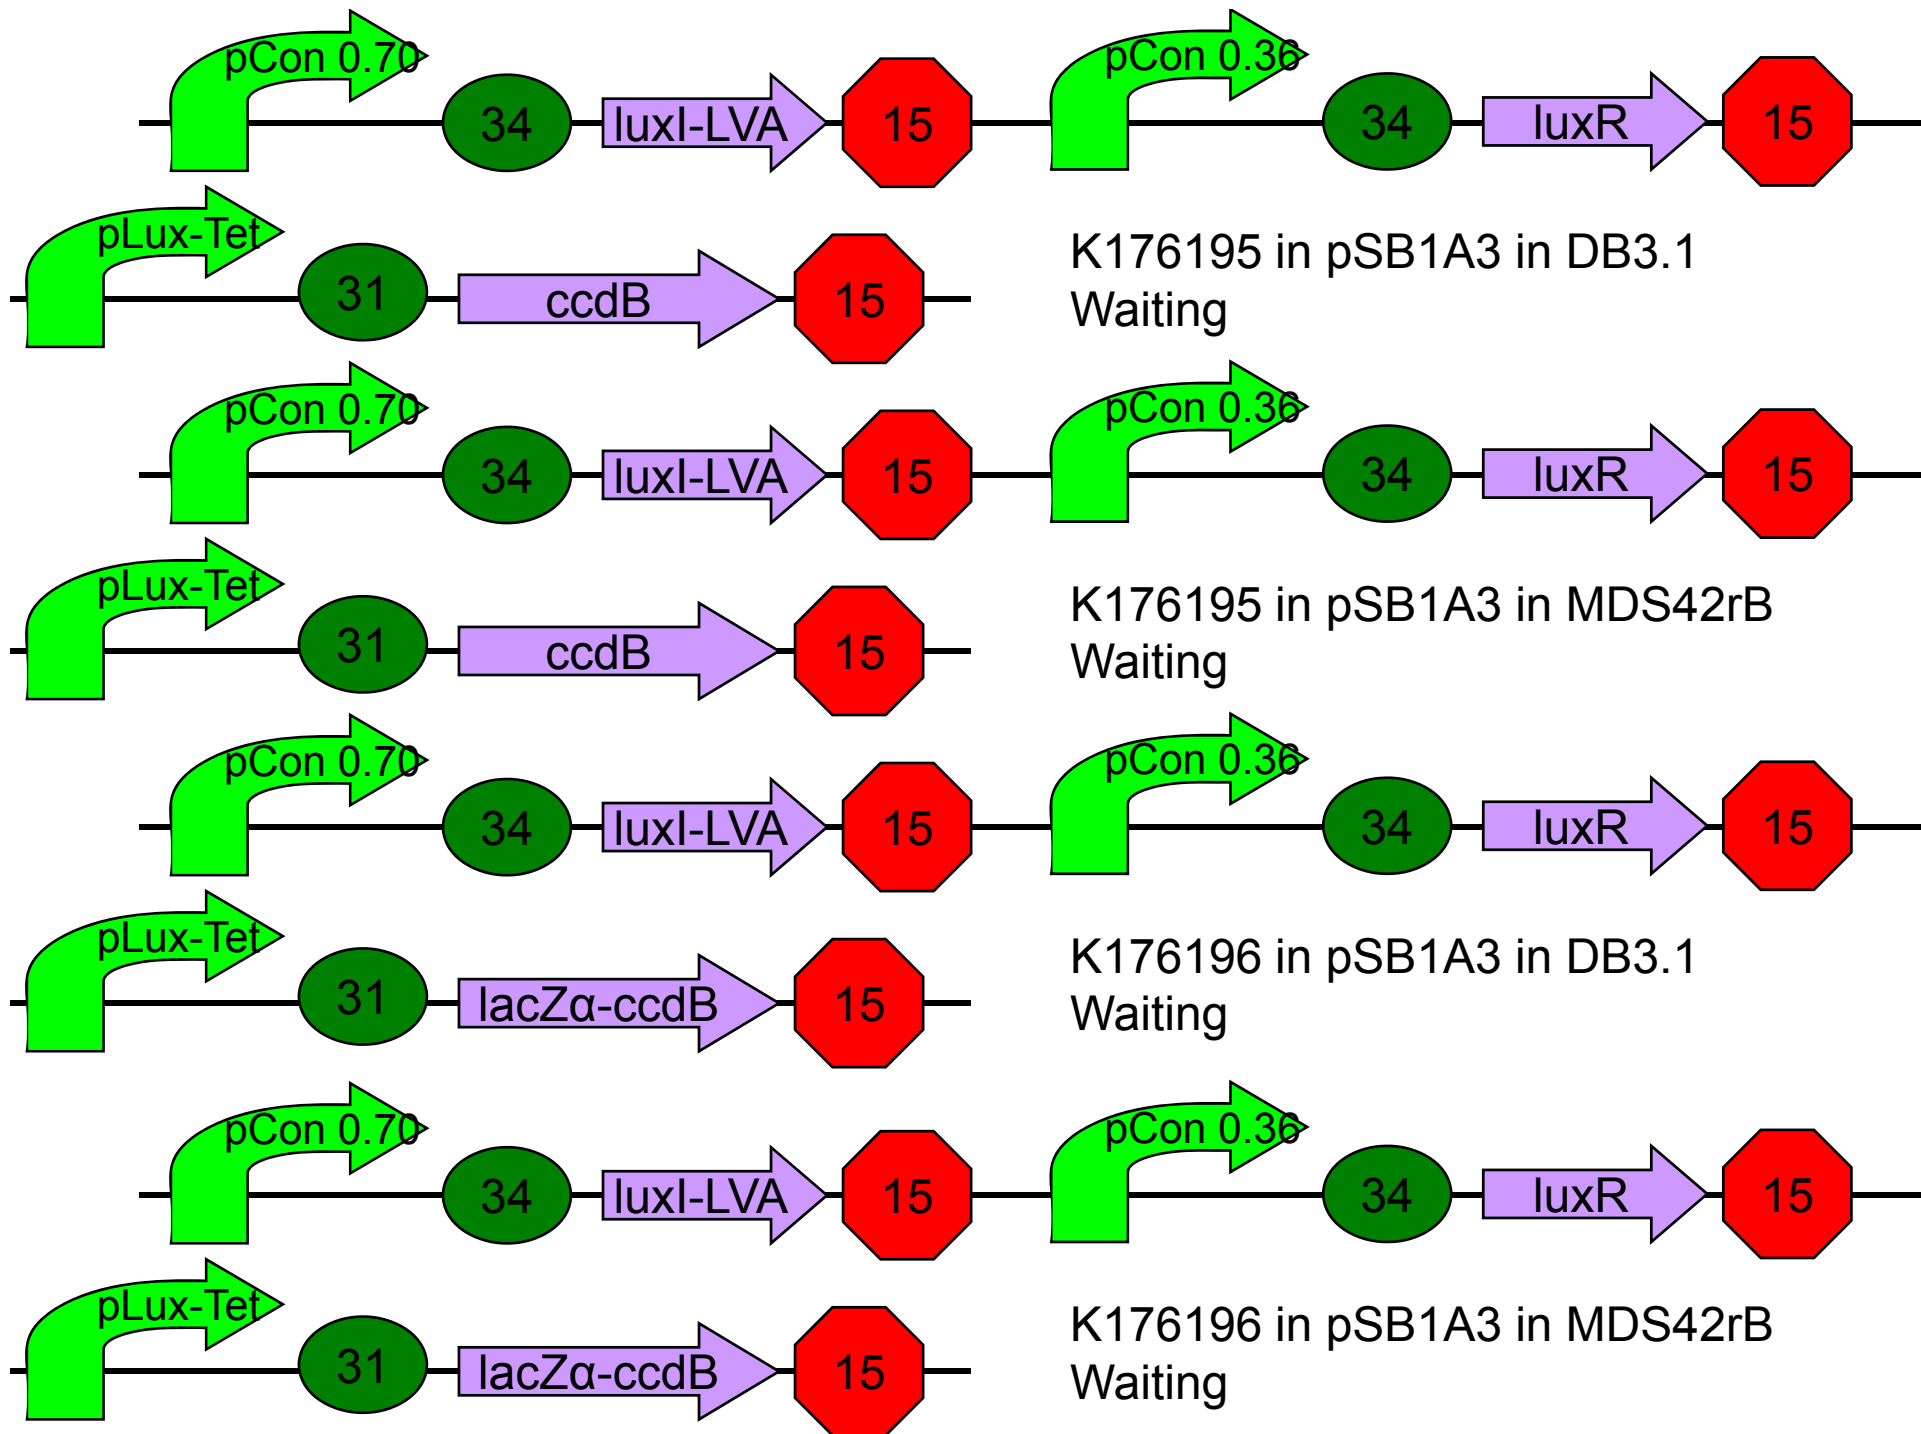 pCon 0.70 34 luxI-LVA 15 pCon 0.36 34 luxR 15
pLux-Tet 31 ccdB 15
K176195 in pSB1A3 in DB3.1
Waiting
pCon 0.70 34 luxI-LVA 15 pCon 0.36 34 luxR 15
pLux-Tet 31 ccdB 15
K176195 in pSB1A3 in MDS42rB
Waiting
pCon 0.70 34 luxI-LVA 15 pCon 0.36 34 luxR 15
pLux-Tet 31 lacZα-ccdB 15
K176196 in pSB1A3 in DB3.1
Waiting
pCon 0.70 34 luxI-LVA 15 pCon 0.36 34 luxR 15
pLux-Tet 31 lacZα-ccdB 15
K176196 in pSB1A3 in MDS42rB
Waiting